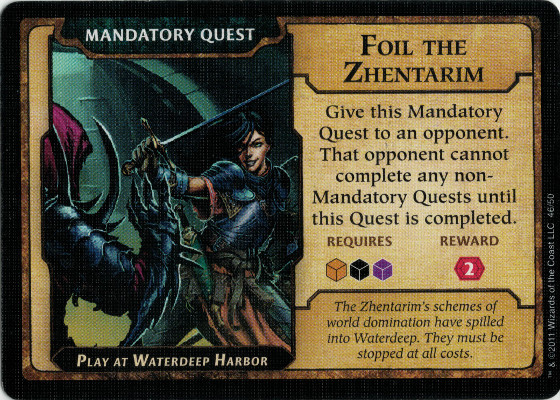 MANDATORY QUEST
FOIL THE
ZHENTARIM
Give this Mandatory
Quest to an opponent.
That opponent cannot
complete any non-
Mandatory Quests until
this Quest is completed.
REQUIRES REWARD
2
The Zhentarim's schemes of
world domination have spilled
into Waterdeep. They must be
stopped at all costs.
PLAY AT WATERDEEP HARBOR
™ & ©2011 Wizards of the Coast LLC 46/50